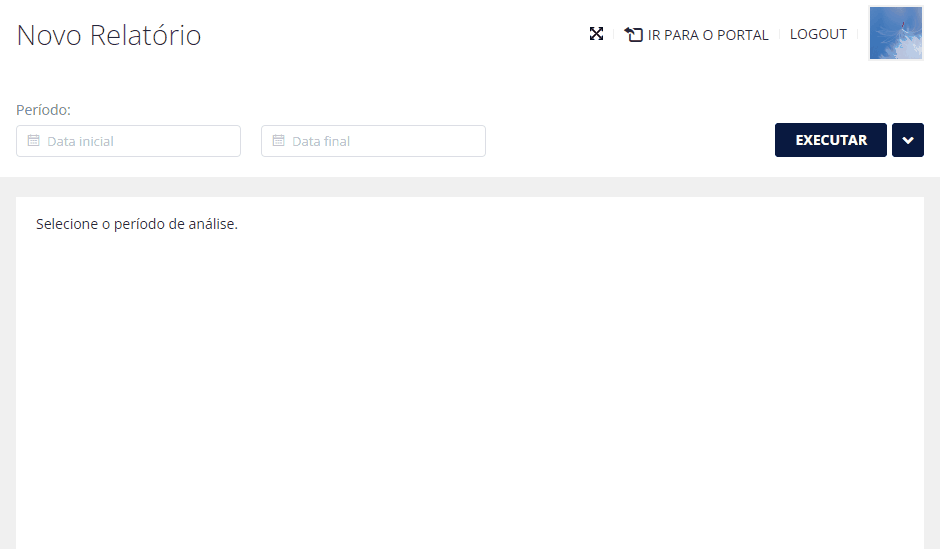 Novo Relatório
IR PARA O PORTAL
LOGOUT
Período:
Data inicial
Data final
EXECUTAR
Selecione o período de análise.